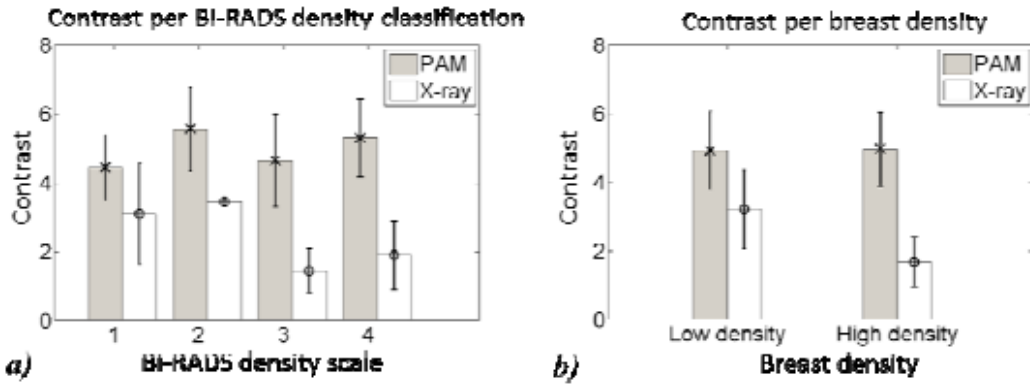 Contrast per BI-RADS density classification
8
6
4
2
0
Contrast
PAM
X-ray
1 2 3 4
BI-RADS density scale
a)
Contrast per breast density
8
6
4
2
0
Contrast
PAM
X-ray
Low density High density
Breast density
b)